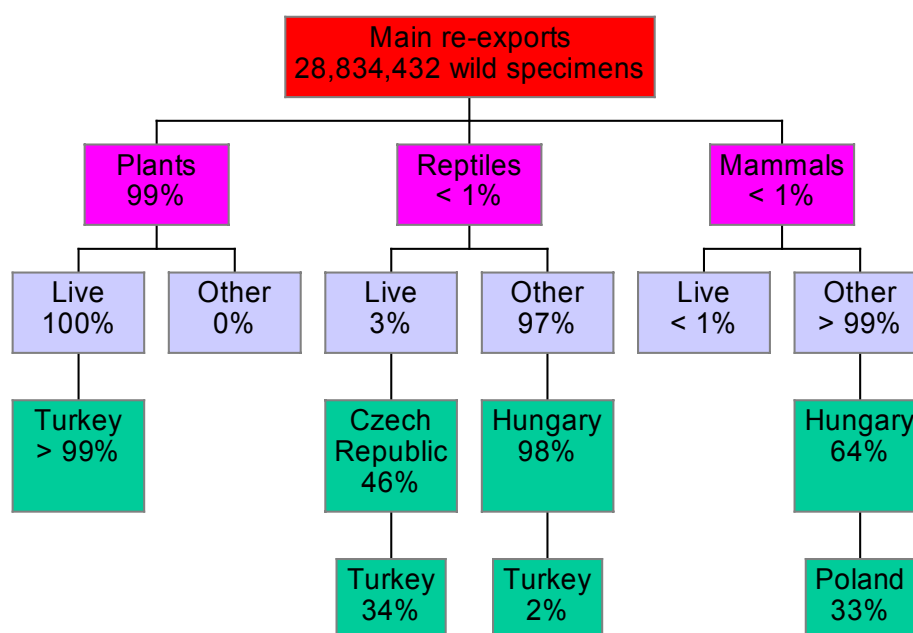 Main re-exports
28,834,432 wild specimens
Plants
99%
Reptiles
< 1%
Mammals
< 1%
Live
100%
Other
0%
Live
3%
Other
97%
Live
< 1%
Other
> 99%
Turkey
> 99%
Czech
Republic
46%
Hungary
98%
Hungary
64%
Turkey
34%
Turkey
2%
Poland
33%